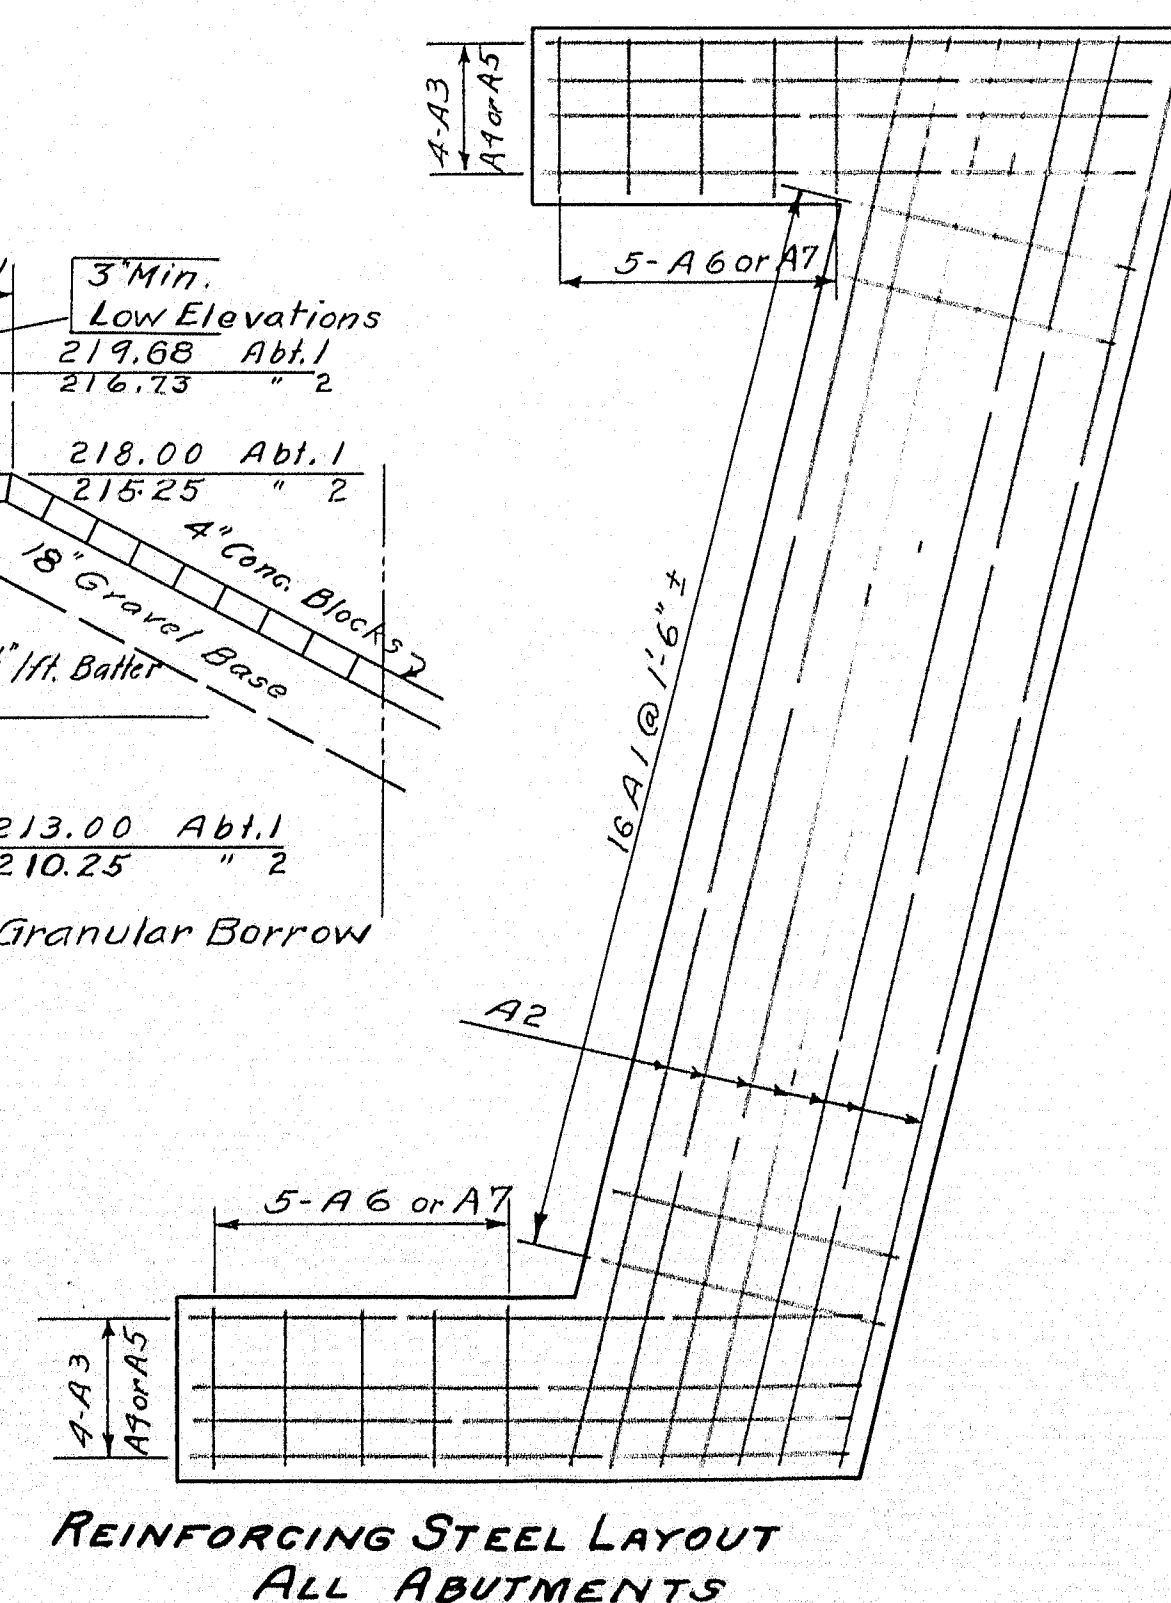 4-A3
A4 or A5
5-A6 or A7
3" Min.
Low Elevations
219.68 Abt. 1
216.73 " 2
218.00 Abt. 1
215.25 " 2
4" Conc. Blocks
18" Gravel Base
"/ft. Batter
16 A1 @ 1'-6" ±
213.00 Abt. 1
210.25 " 2
Granular Borrow
A2
5-A6 or A7
4-A3
A4 or A5
REINFORCING STEEL LAYOUT
ALL ABUTMENTS